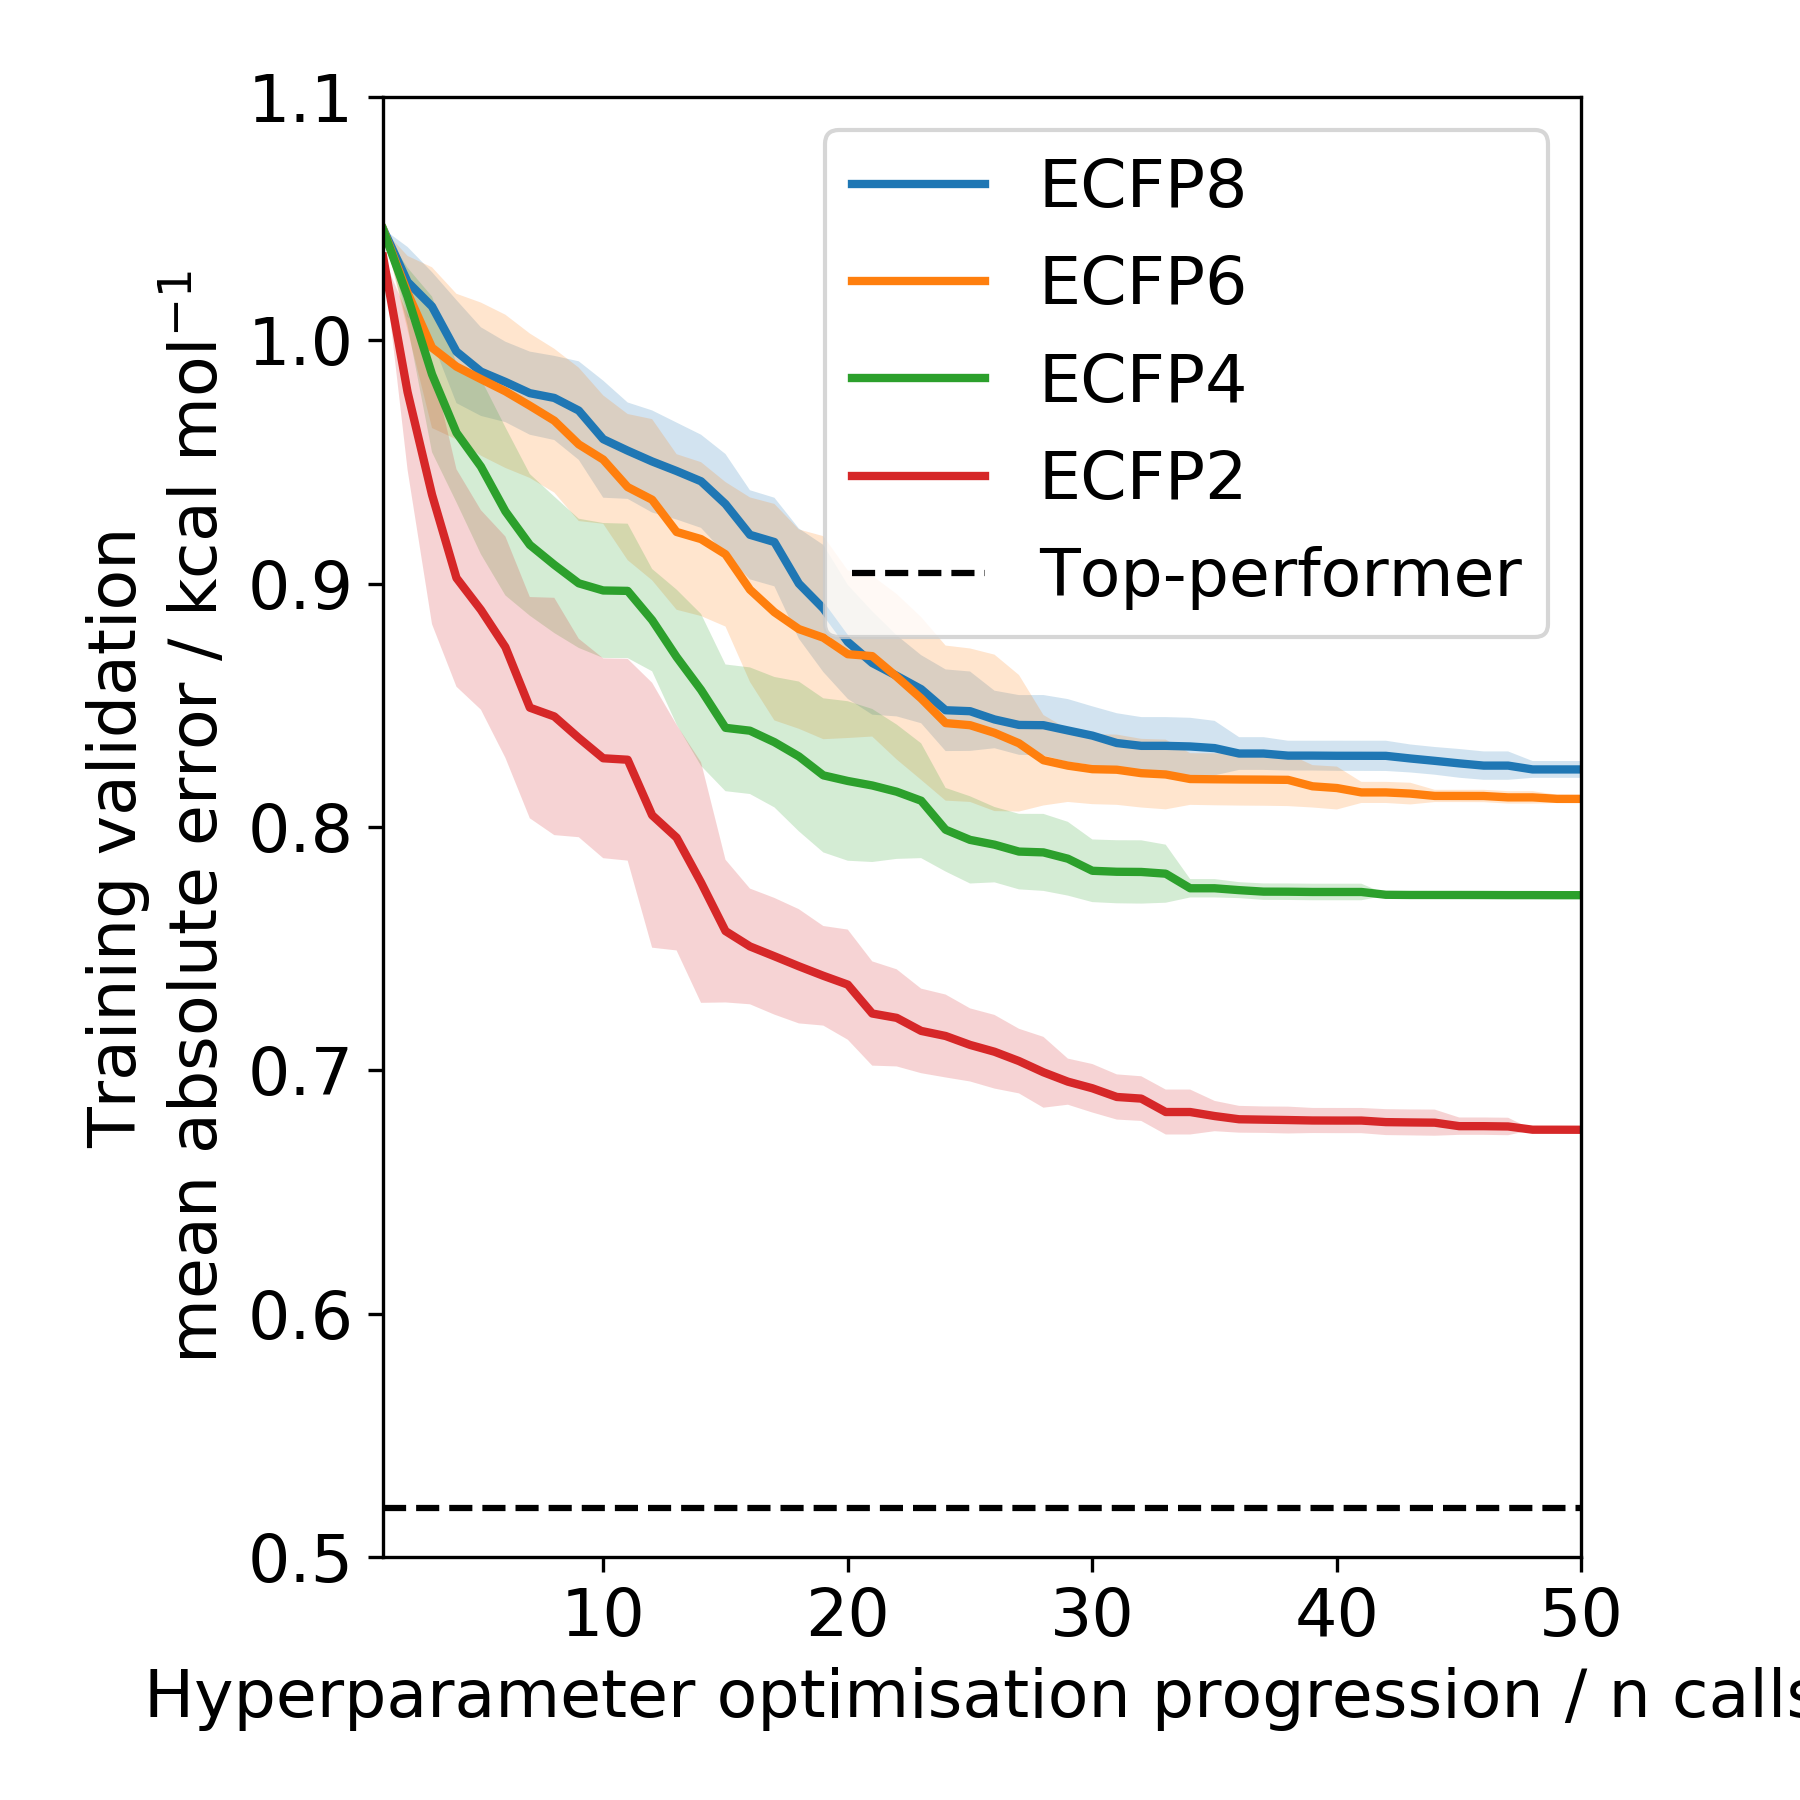 Training validation
mean absolute error / kcal mol⁻¹
1.1
1.0
0.9
0.8
0.7
0.6
0.5
ECFP8
ECFP6
ECFP4
ECFP2
Top-performer
10 20 30 40 50
Hyperparameter optimisation progression / n calls